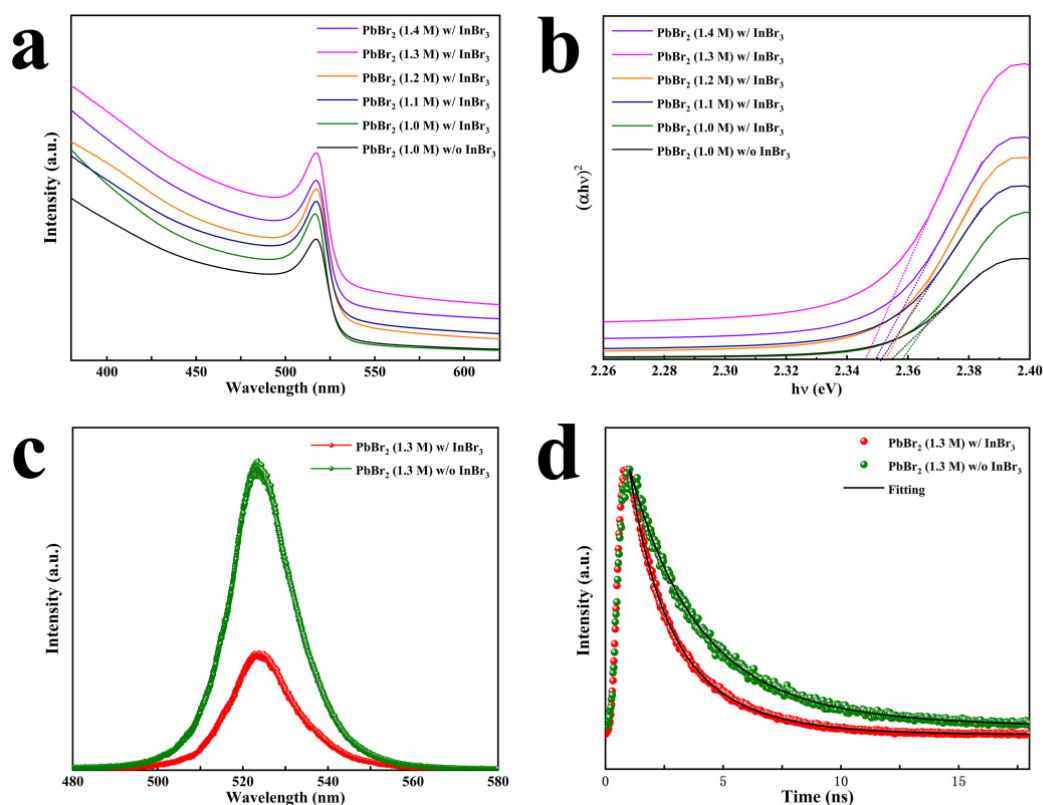 a
PbBr₂ (1.4 M) w/ InBr₃
PbBr₂ (1.3 M) w/ InBr₃
PbBr₂ (1.2 M) w/ InBr₃
PbBr₂ (1.1 M) w/ InBr₃
PbBr₂ (1.0 M) w/ InBr₃
PbBr₂ (1.0 M) w/o InBr₃
Intensity (a.u.)
400 450 500 550 600
Wavelength (nm)
b
PbBr₂ (1.4 M) w/ InBr₃
PbBr₂ (1.3 M) w/ InBr₃
PbBr₂ (1.2 M) w/ InBr₃
PbBr₂ (1.1 M) w/ InBr₃
PbBr₂ (1.0 M) w/ InBr₃
PbBr₂ (1.0 M) w/o InBr₃
(αhν)²
2.26 2.28 2.30 2.32 2.34 2.36 2.38 2.40
hν (eV)
c
PbBr₂ (1.3 M) w/ InBr₃
PbBr₂ (1.3 M) w/o InBr₃
Intensity (a.u.)
480 500 520 540 560 580
Wavelength (nm)
d
PbBr₂ (1.3 M) w/ InBr₃
PbBr₂ (1.3 M) w/o InBr₃
Fitting
Intensity (a.u.)
0 5 10 15
Time (ns)